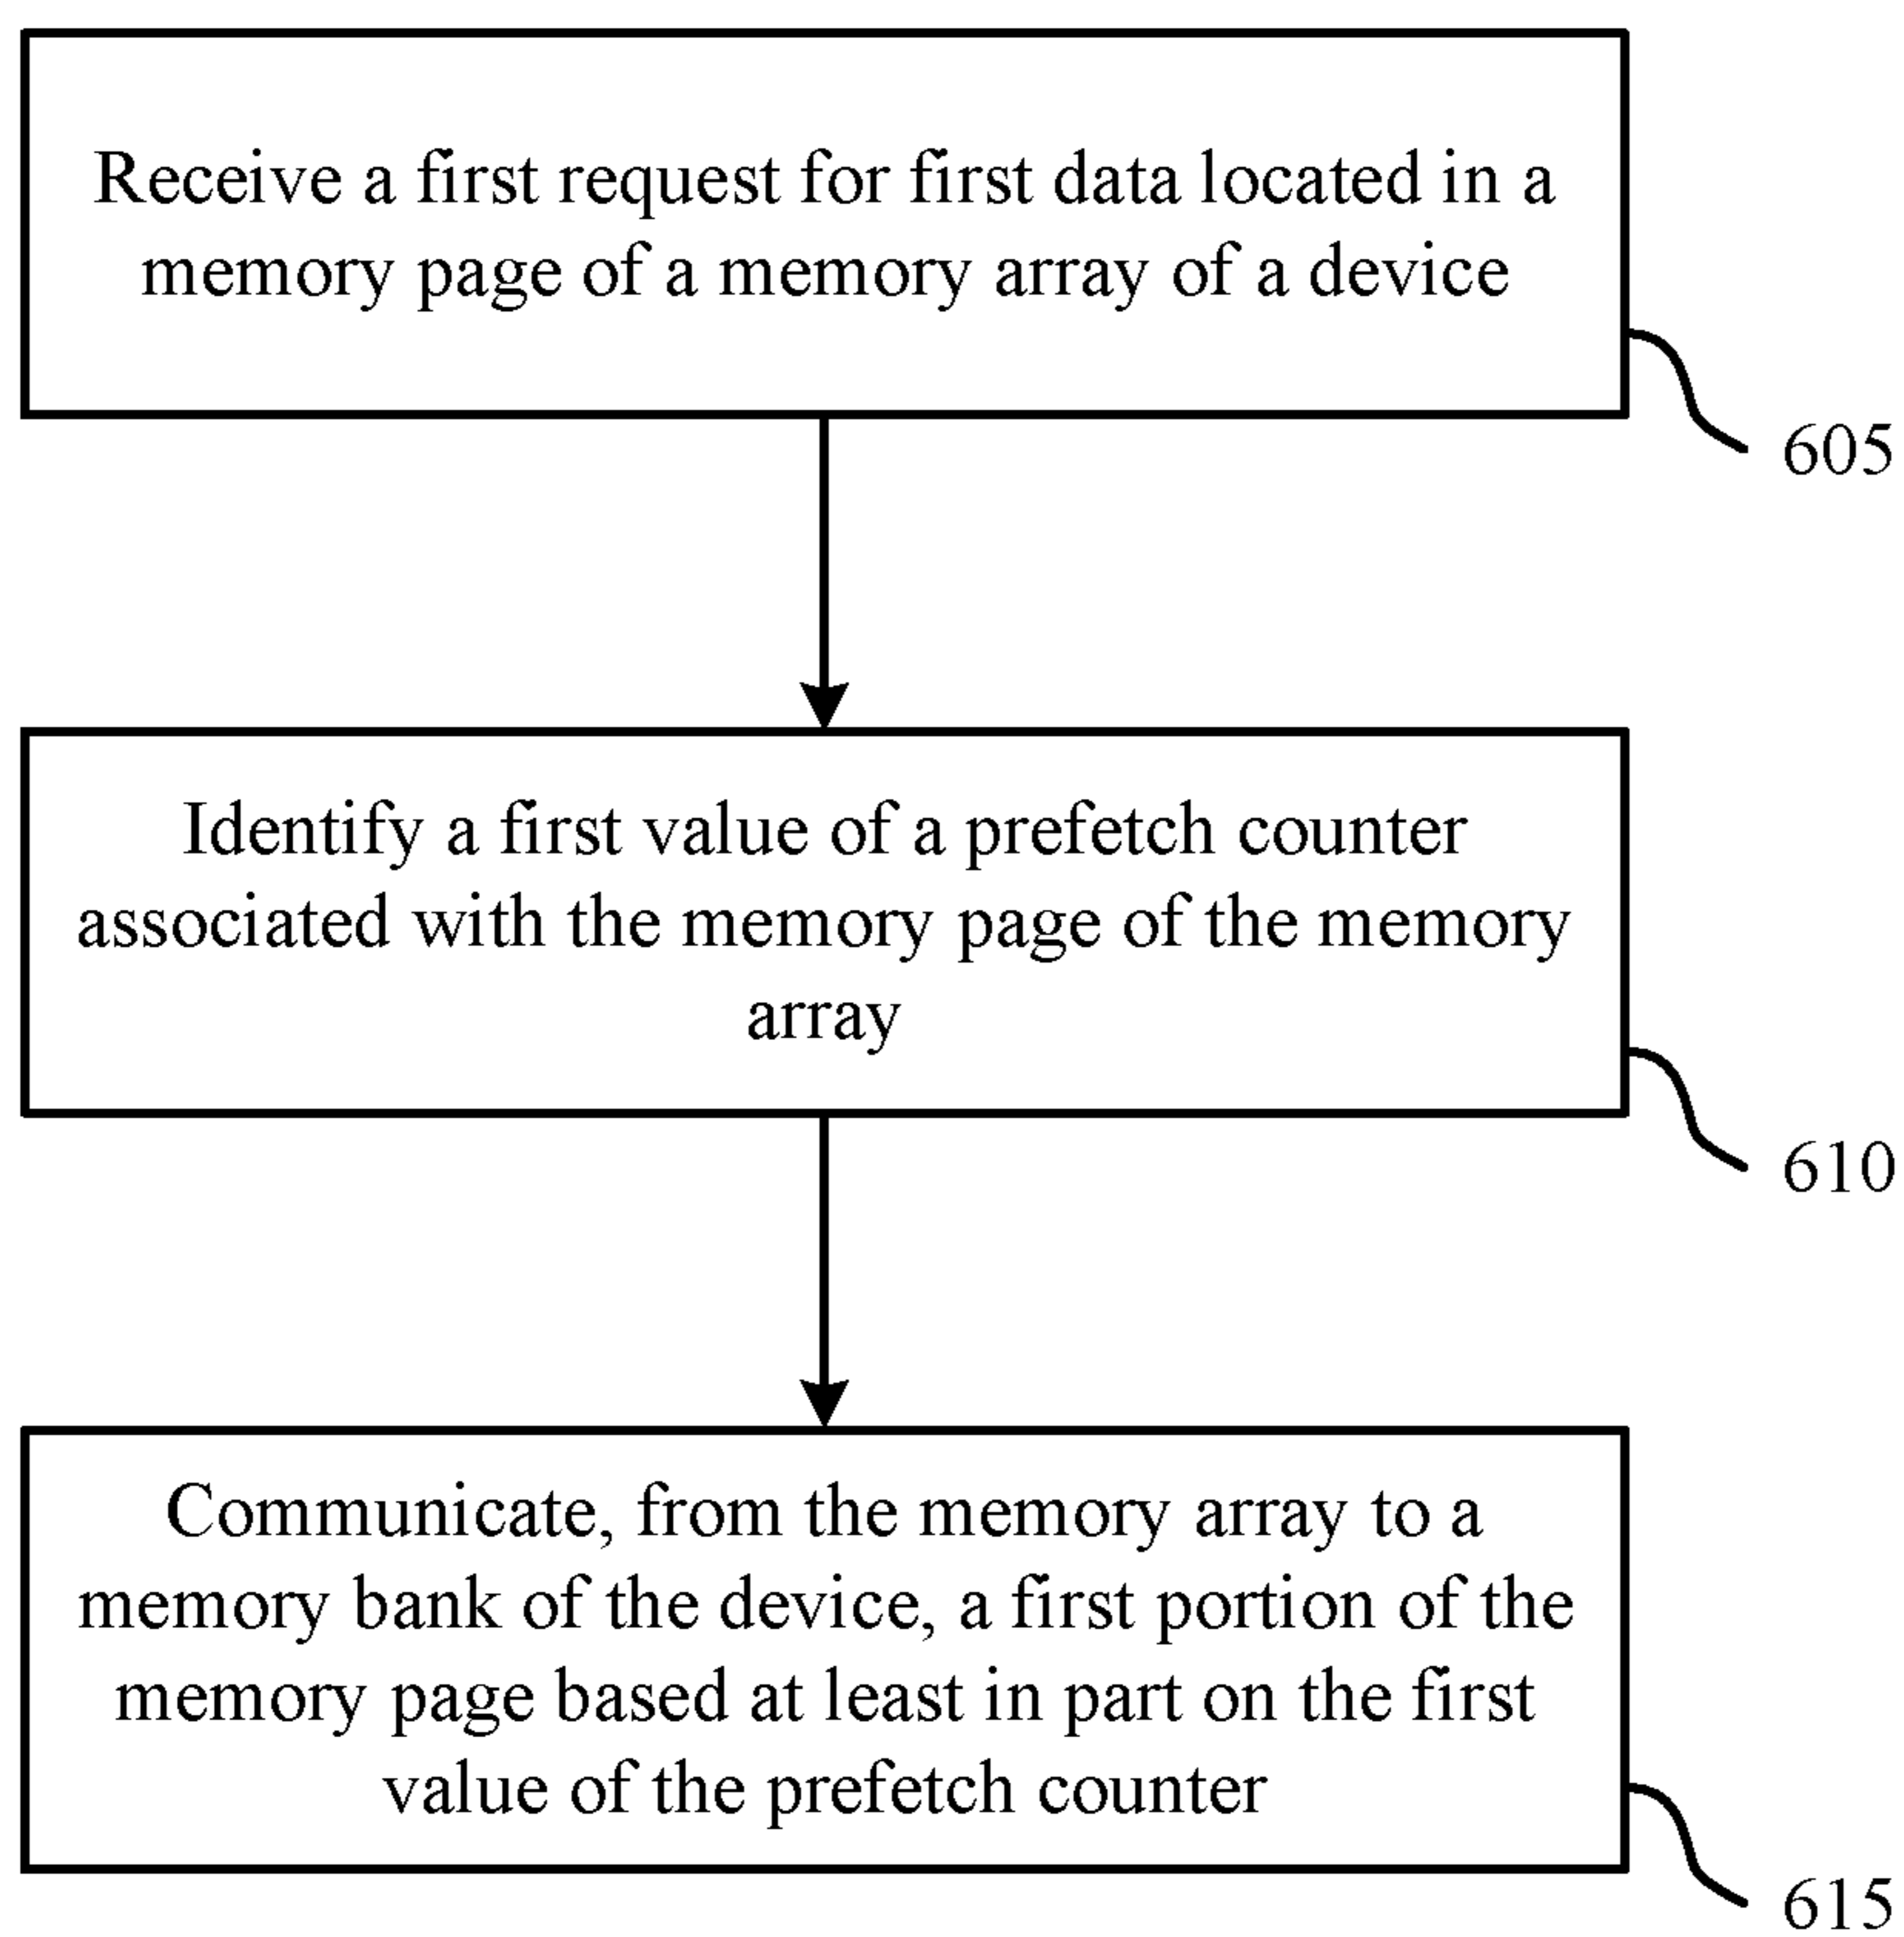 Receive a first request for first data located in a
memory page of a memory array of a device
605
Identify a first value of a prefetch counter
associated with the memory page of the memory
array
610
Communicate, from the memory array to a
memory bank of the device, a first portion of the
memory page based at least in part on the first
value of the prefetch counter
615